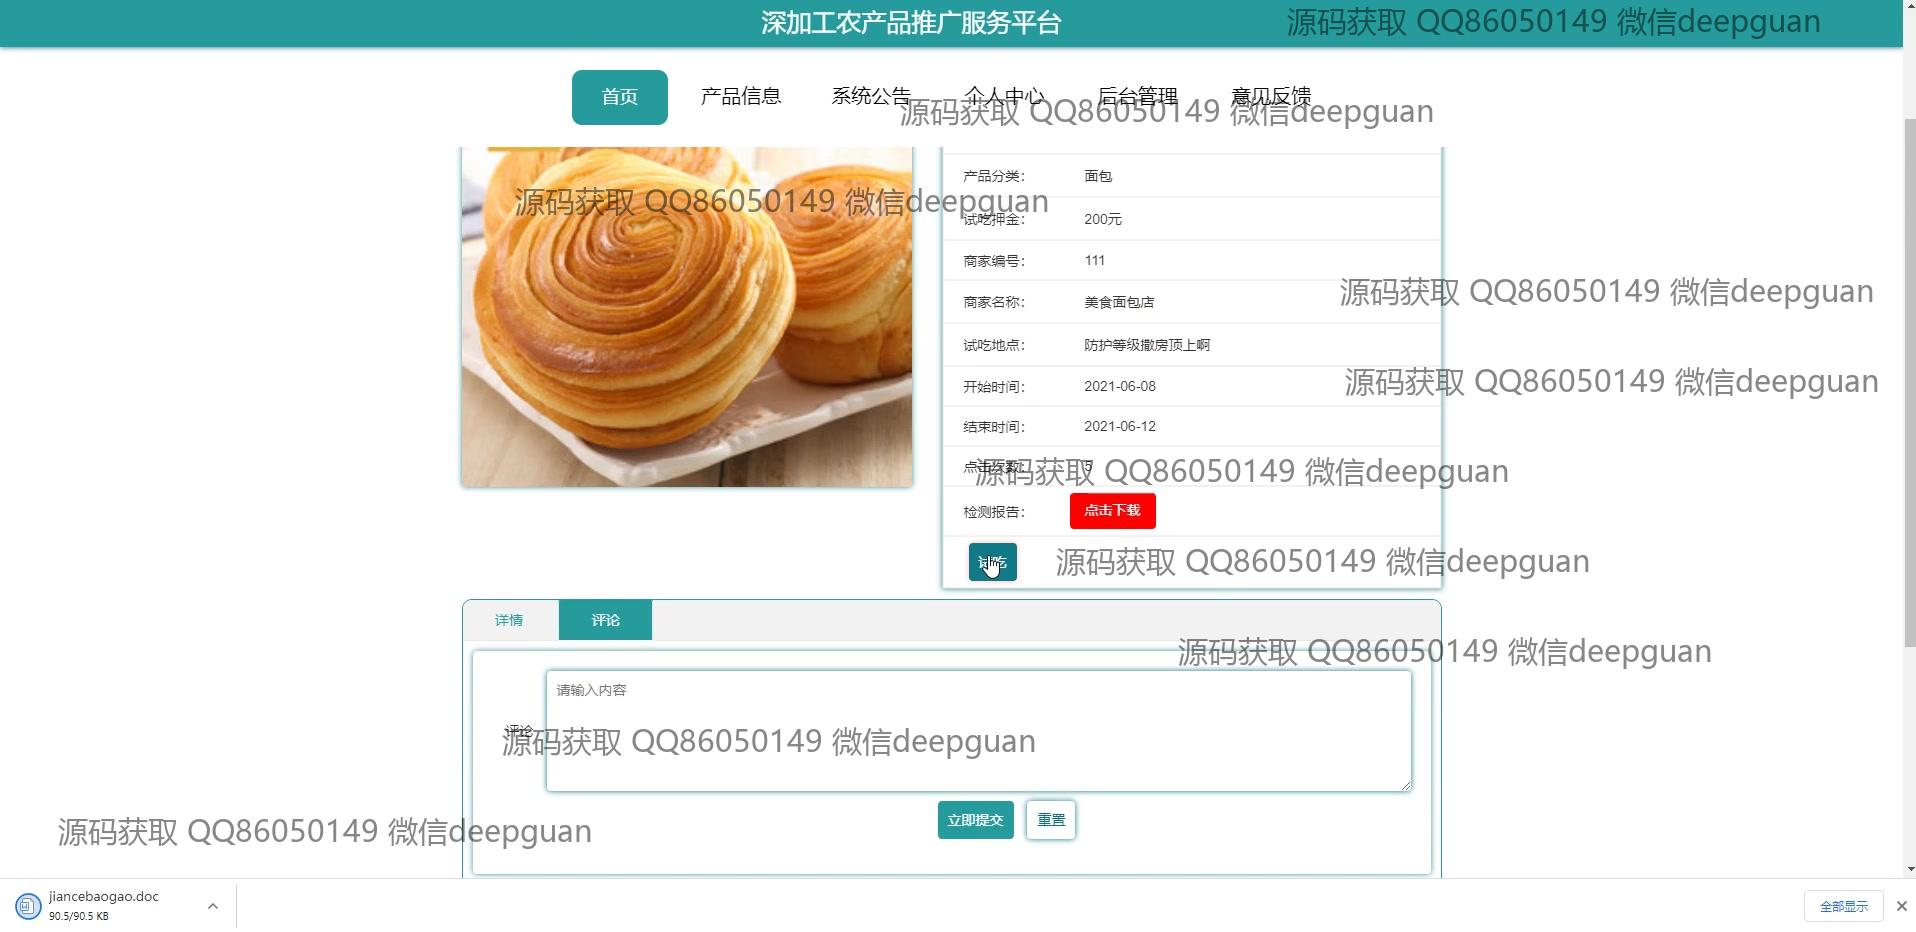 深加工农产品推广服务平台
源码获取 QQ86050149 微信deepguan
首页
产品信息
系统公告
个人中心
后台管理
意见反馈
源码获取 QQ86050149 微信deepguan
产品分类: 面包
源码获取 QQ86050149 微信deepguan
试吃押金: 200元
商家编号: 111
商家名称: 美食面包店
源码获取 QQ86050149 微信deepguan
试吃地点: 防护等级撤房顶上啊
开始时间: 2021-06-08
源码获取 QQ86050149 微信deepguan
结束时间: 2021-06-12
点击次数: 5
源码获取 QQ86050149 微信deepguan
检测报告: 点击下载
试吃
源码获取 QQ86050149 微信deepguan
详情
评论
源码获取 QQ86050149 微信deepguan
请输入内容
评论
源码获取 QQ86050149 微信deepguan
立即提交
重置
源码获取 QQ86050149 微信deepguan
jiancebaogao.doc
90.5/90.5 KB
全部显示